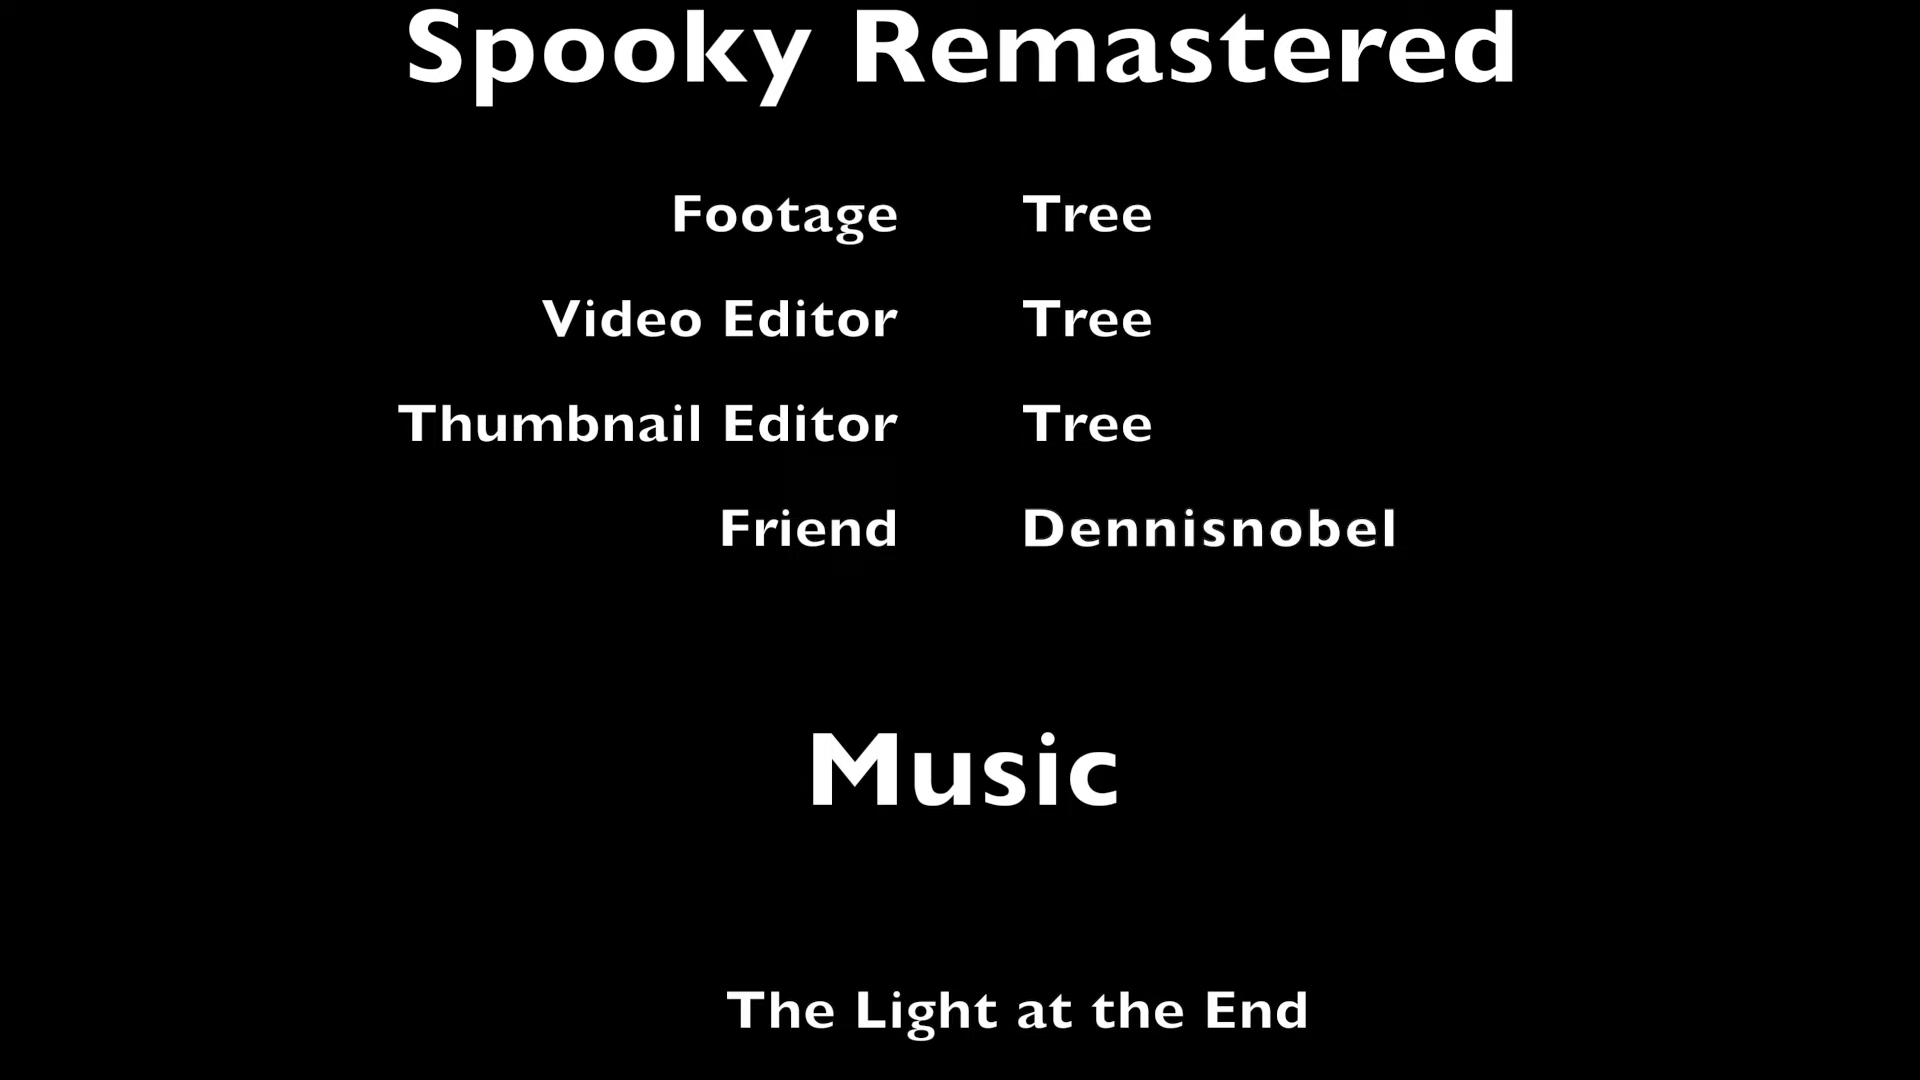 Spooky Remastered
Footage Tree
Video Editor Tree
Thumbnail Editor Tree
Friend Dennisnobel
Music
The Light at the End